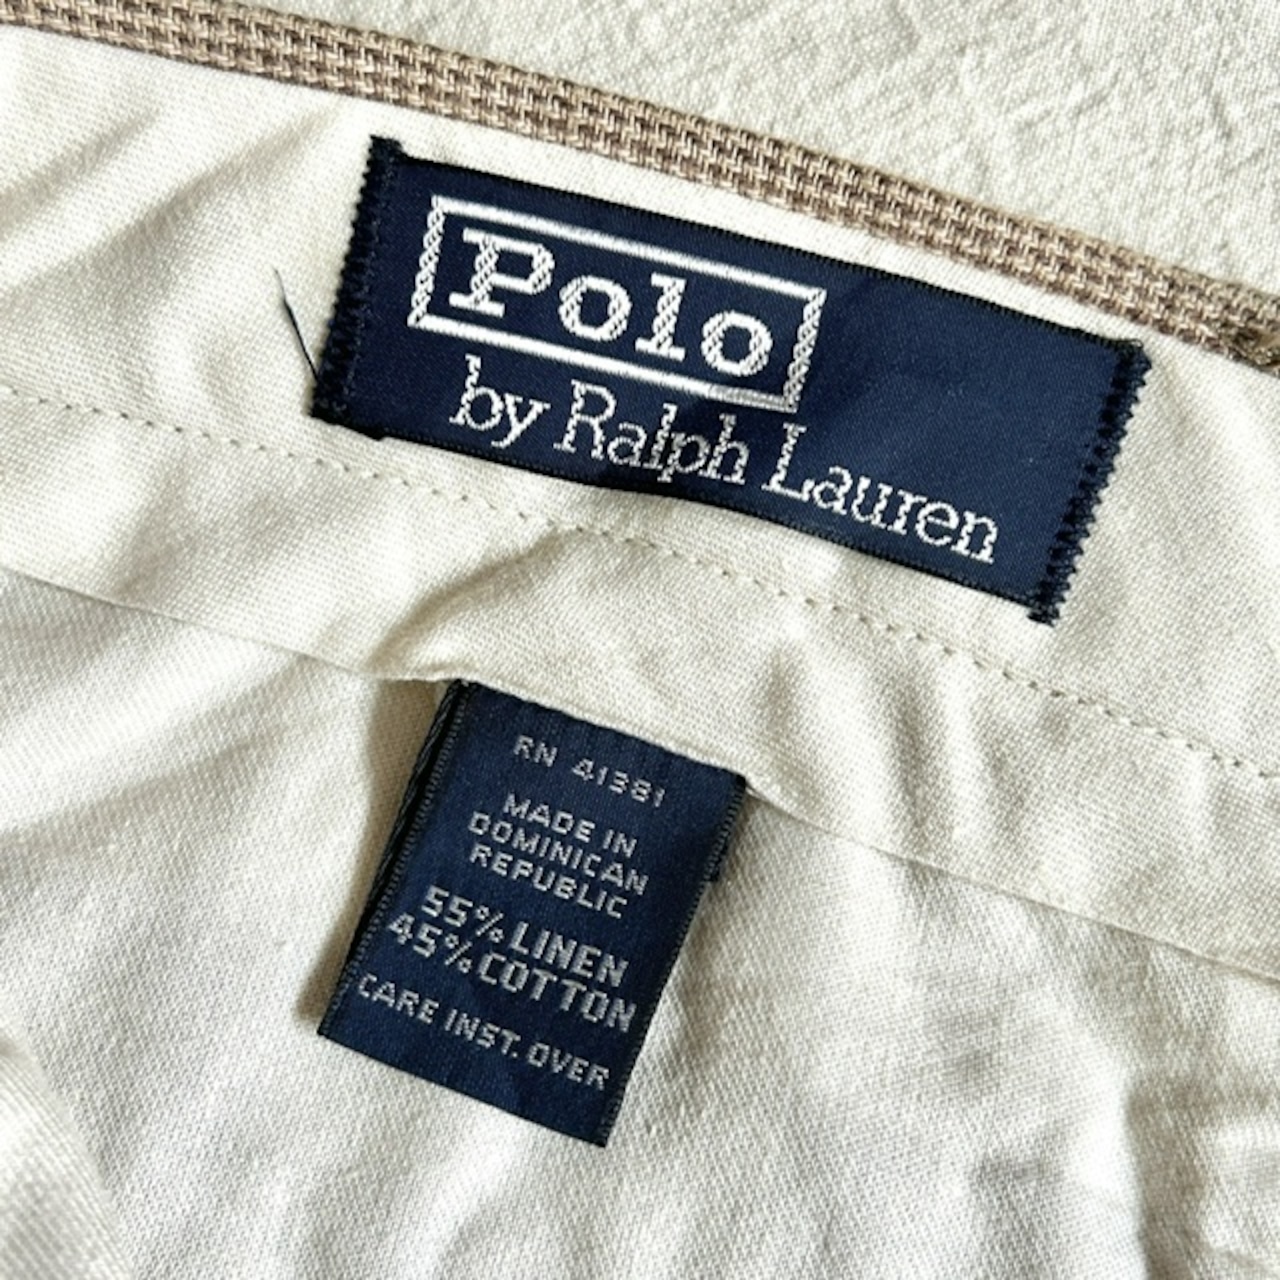 Polo
by Ralph Lauren
RN 41381
MADE IN
DOMINICAN
REPUBLIC
55% LINEN
45% COTTON
CARE INST. OVER